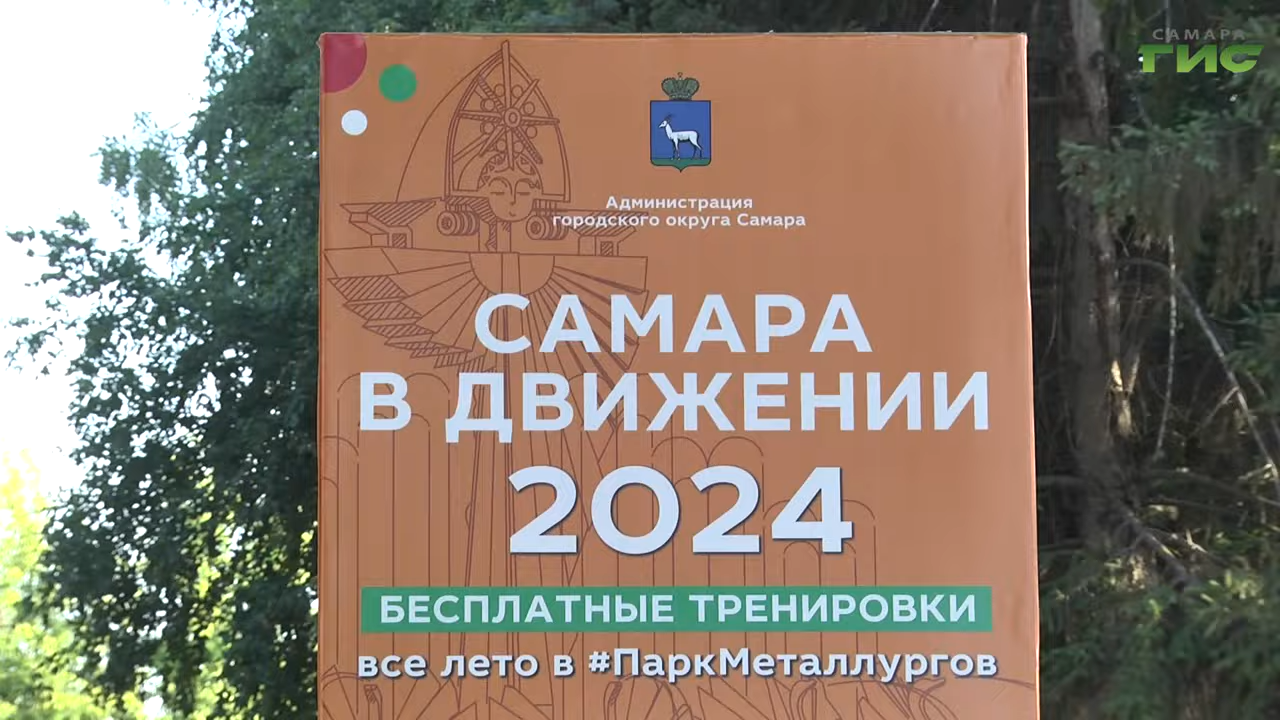 САМАРА
ГИС
Администрация
городского округа Самара
САМАРА
В ДВИЖЕНИИ
2024
БЕСПЛАТНЫЕ ТРЕНИРОВКИ
все лето в #ПаркМеталлургов